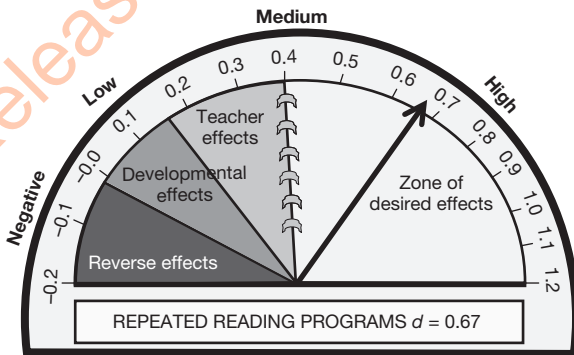 Medium
Low
High
Negative
-0.2
-0.1
-0.0
0.1
0.2
0.3
0.4
0.5
0.6
0.7
0.8
0.9
1.0
1.1
1.2
Teacher
effects
Developmental
effects
Reverse effects
Zone of
desired effects
REPEATED READING PROGRAMS d = 0.67